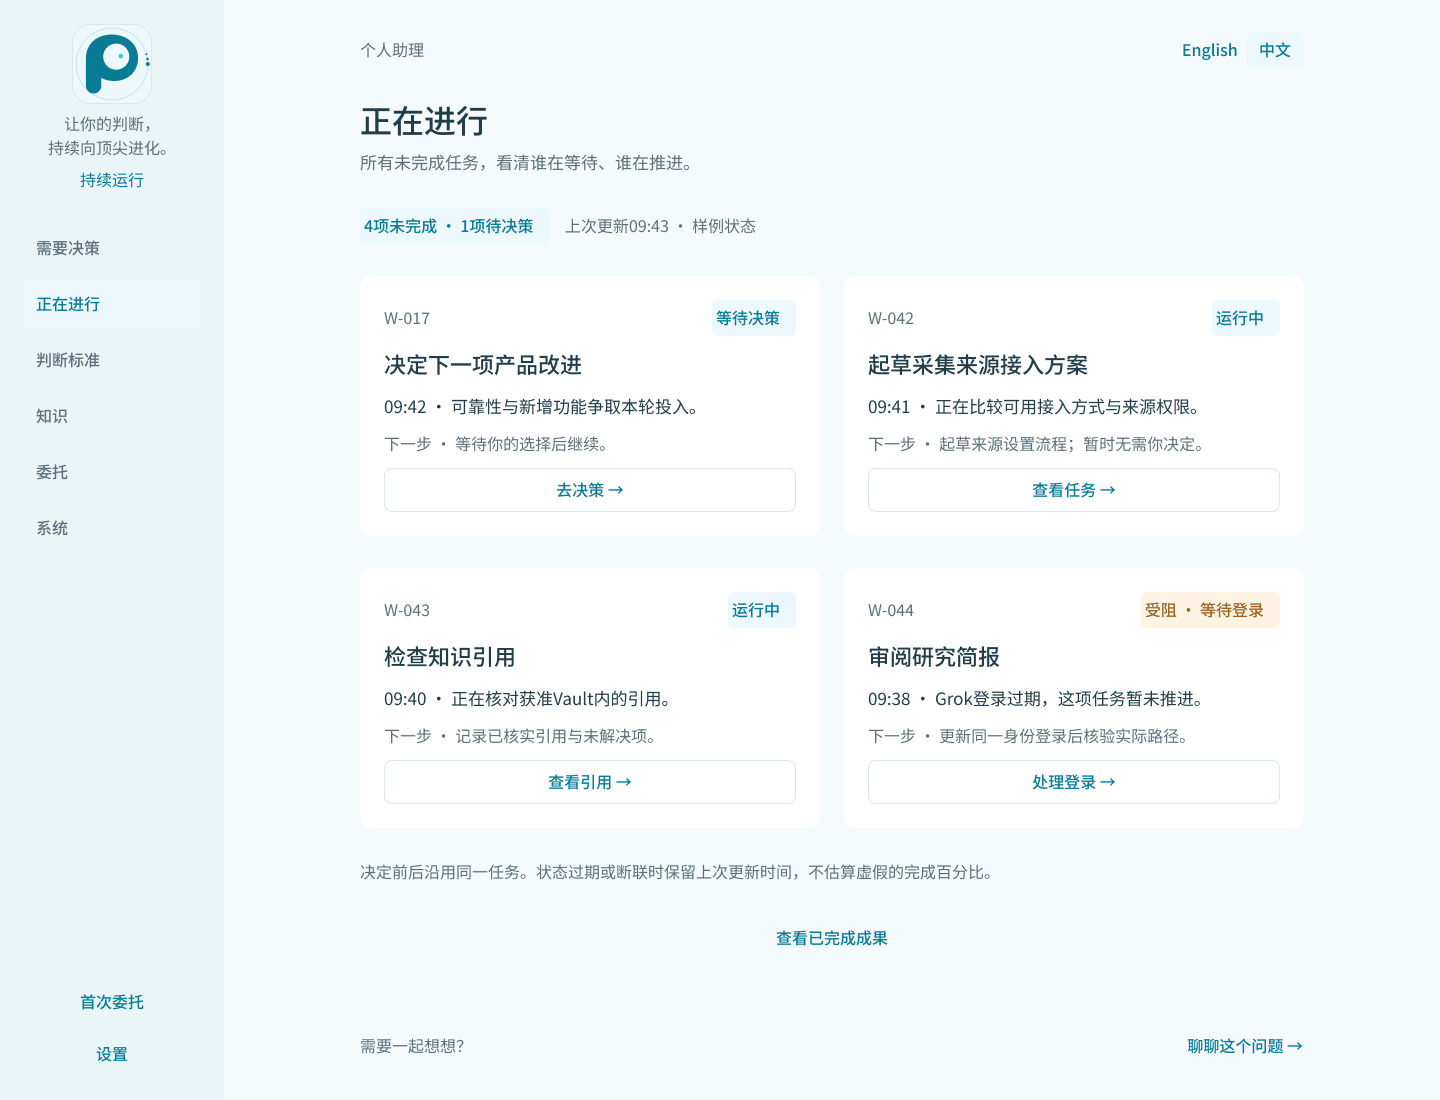 让你的判断，
持续向顶尖进化。
持续运行
需要决策
正在进行
判断标准
知识
委托
系统
首次委托
设置
个人助理
English 中文
正在进行
所有未完成任务，看清谁在等待、谁在推进。
4项未完成 · 1项待决策 上次更新09:43 · 样例状态
W-017 等待决策
决定下一项产品改进
09:42 · 可靠性与新增功能争取本轮投入。
下一步 · 等待你的选择后继续。
去决策 →
W-042 运行中
起草采集来源接入方案
09:41 · 正在比较可用接入方式与来源权限。
下一步 · 起草来源设置流程；暂时无需你决定。
查看任务 →
W-043 运行中
检查知识引用
09:40 · 正在核对获准Vault内的引用。
下一步 · 记录已核实引用与未解决项。
查看引用 →
W-044 受阻 · 等待登录
审阅研究简报
09:38 · Grok登录过期，这项任务暂未推进。
下一步 · 更新同一身份登录后核验实际路径。
处理登录 →
决定前后沿用同一任务。状态过期或断联时保留上次更新时间，不估算虚假的完成百分比。
查看已完成成果
需要一起想想？
聊聊这个问题 →